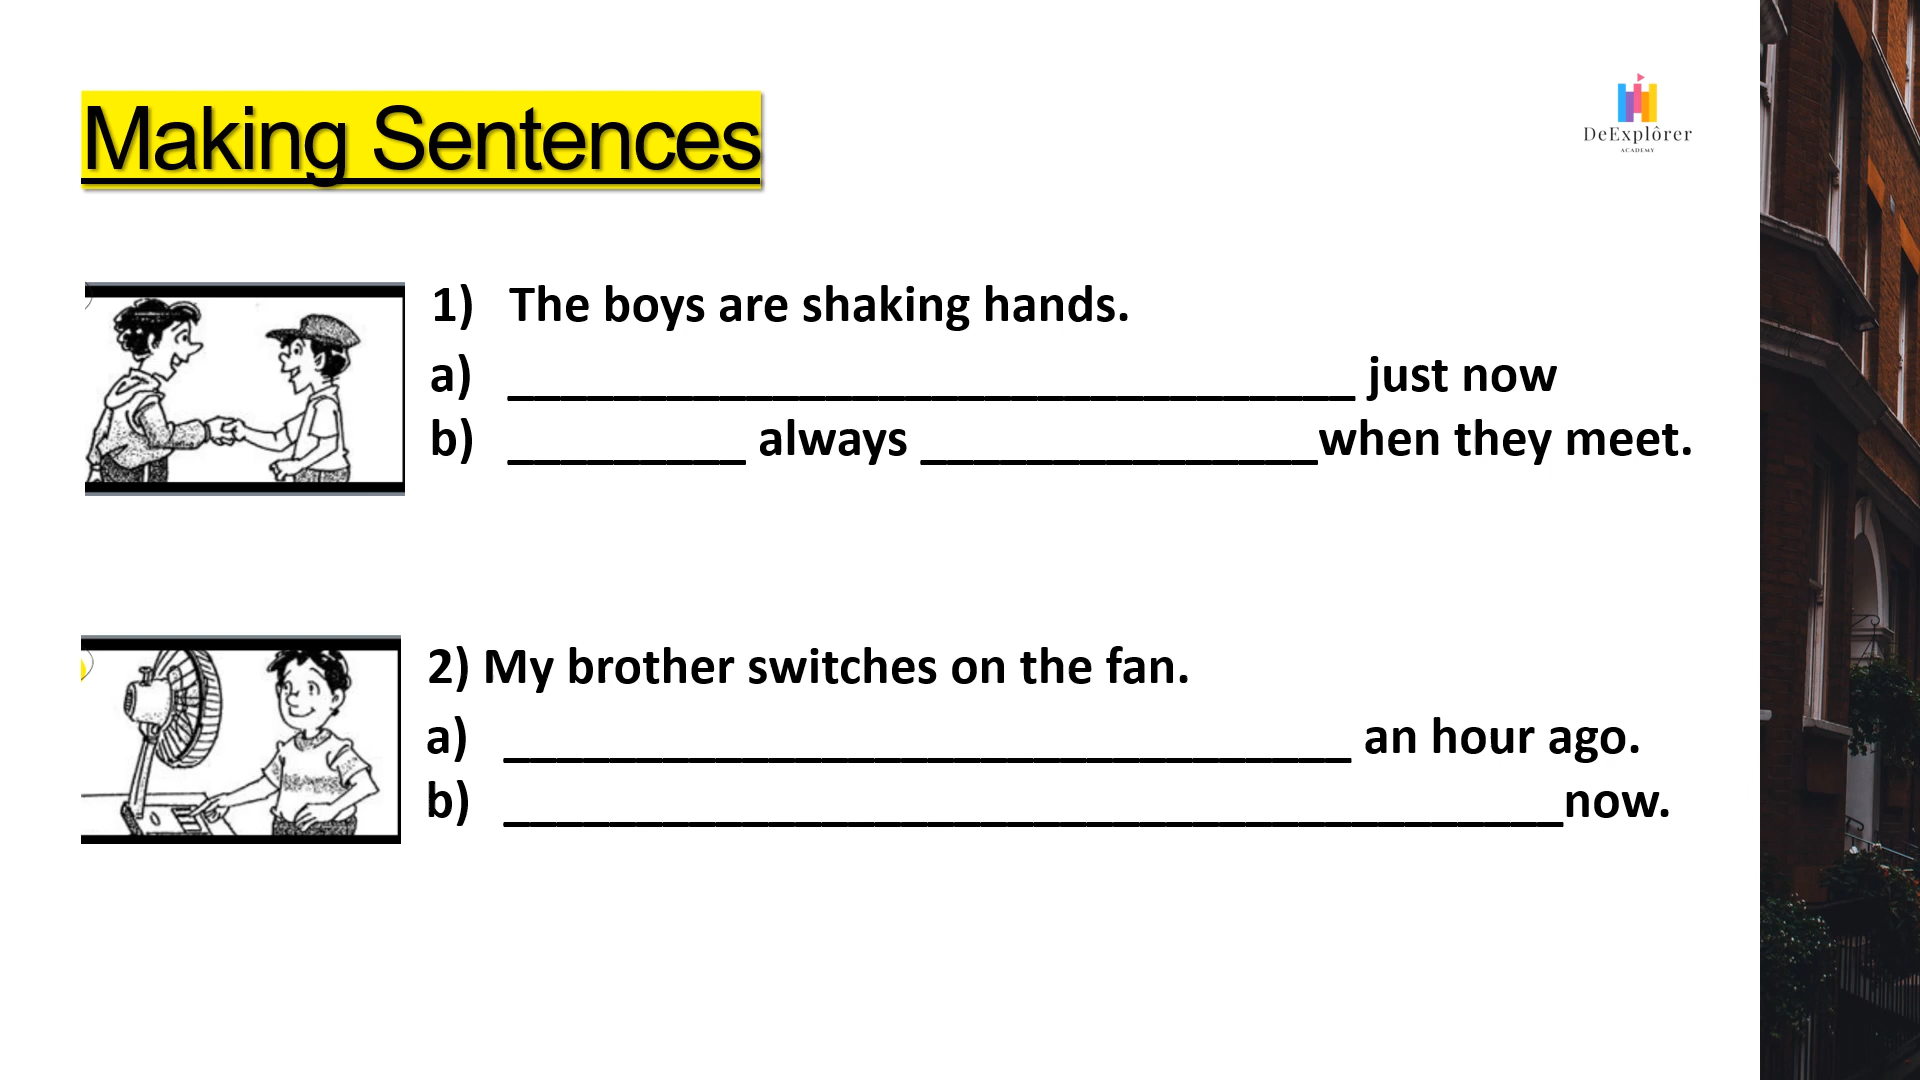 Making Sentences
DeExplôrer
ACADEMY
1) The boys are shaking hands.
a) ________________________________ just now
b) _________ always _______________when they meet.
2) My brother switches on the fan.
a) ________________________________ an hour ago.
b) ________________________________________now.